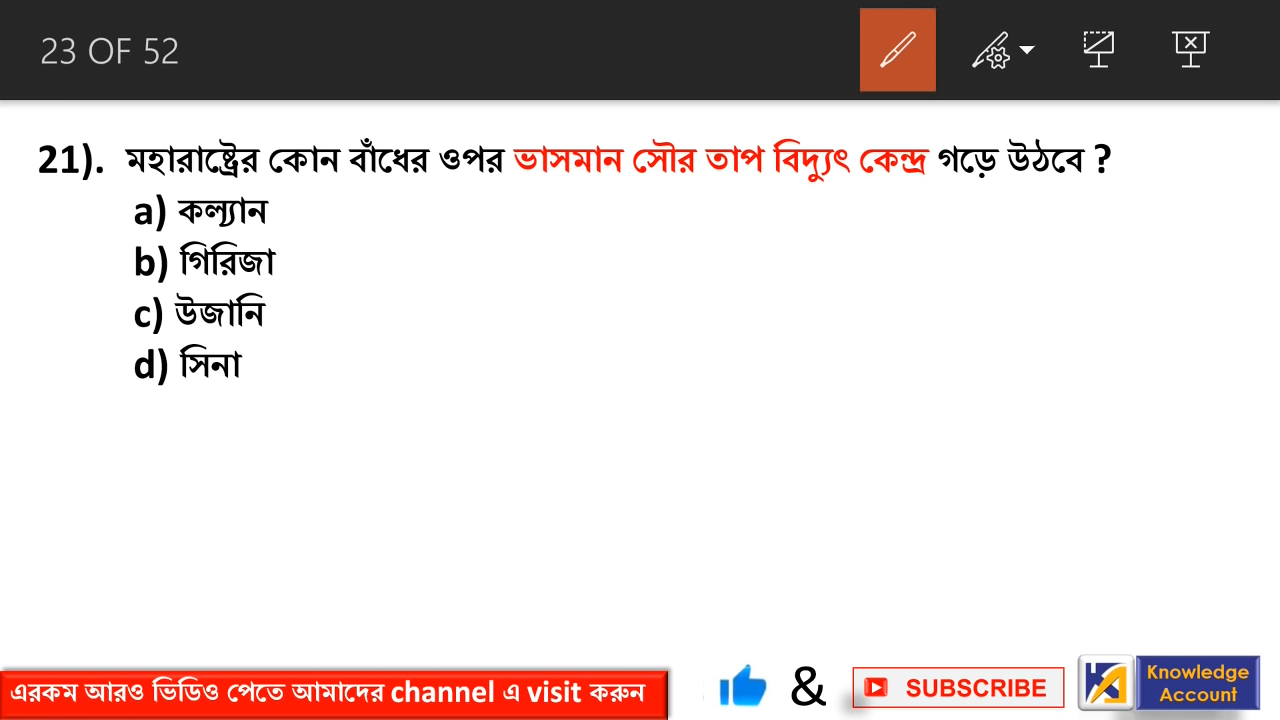 23 OF 52
21). মহারাষ্ট্রের কোন বাঁধের ওপর ভাসমান সৌর তাপ বিদ্যুৎ কেন্দ্র গড়ে উঠবে ?
a) কল্যান
b) গিরিজা
c) উজানি
d) সিনা
এরকম আরও ভিডিও পেতে আমাদের channel এ visit করুন
&
SUBSCRIBE
Knowledge
Account